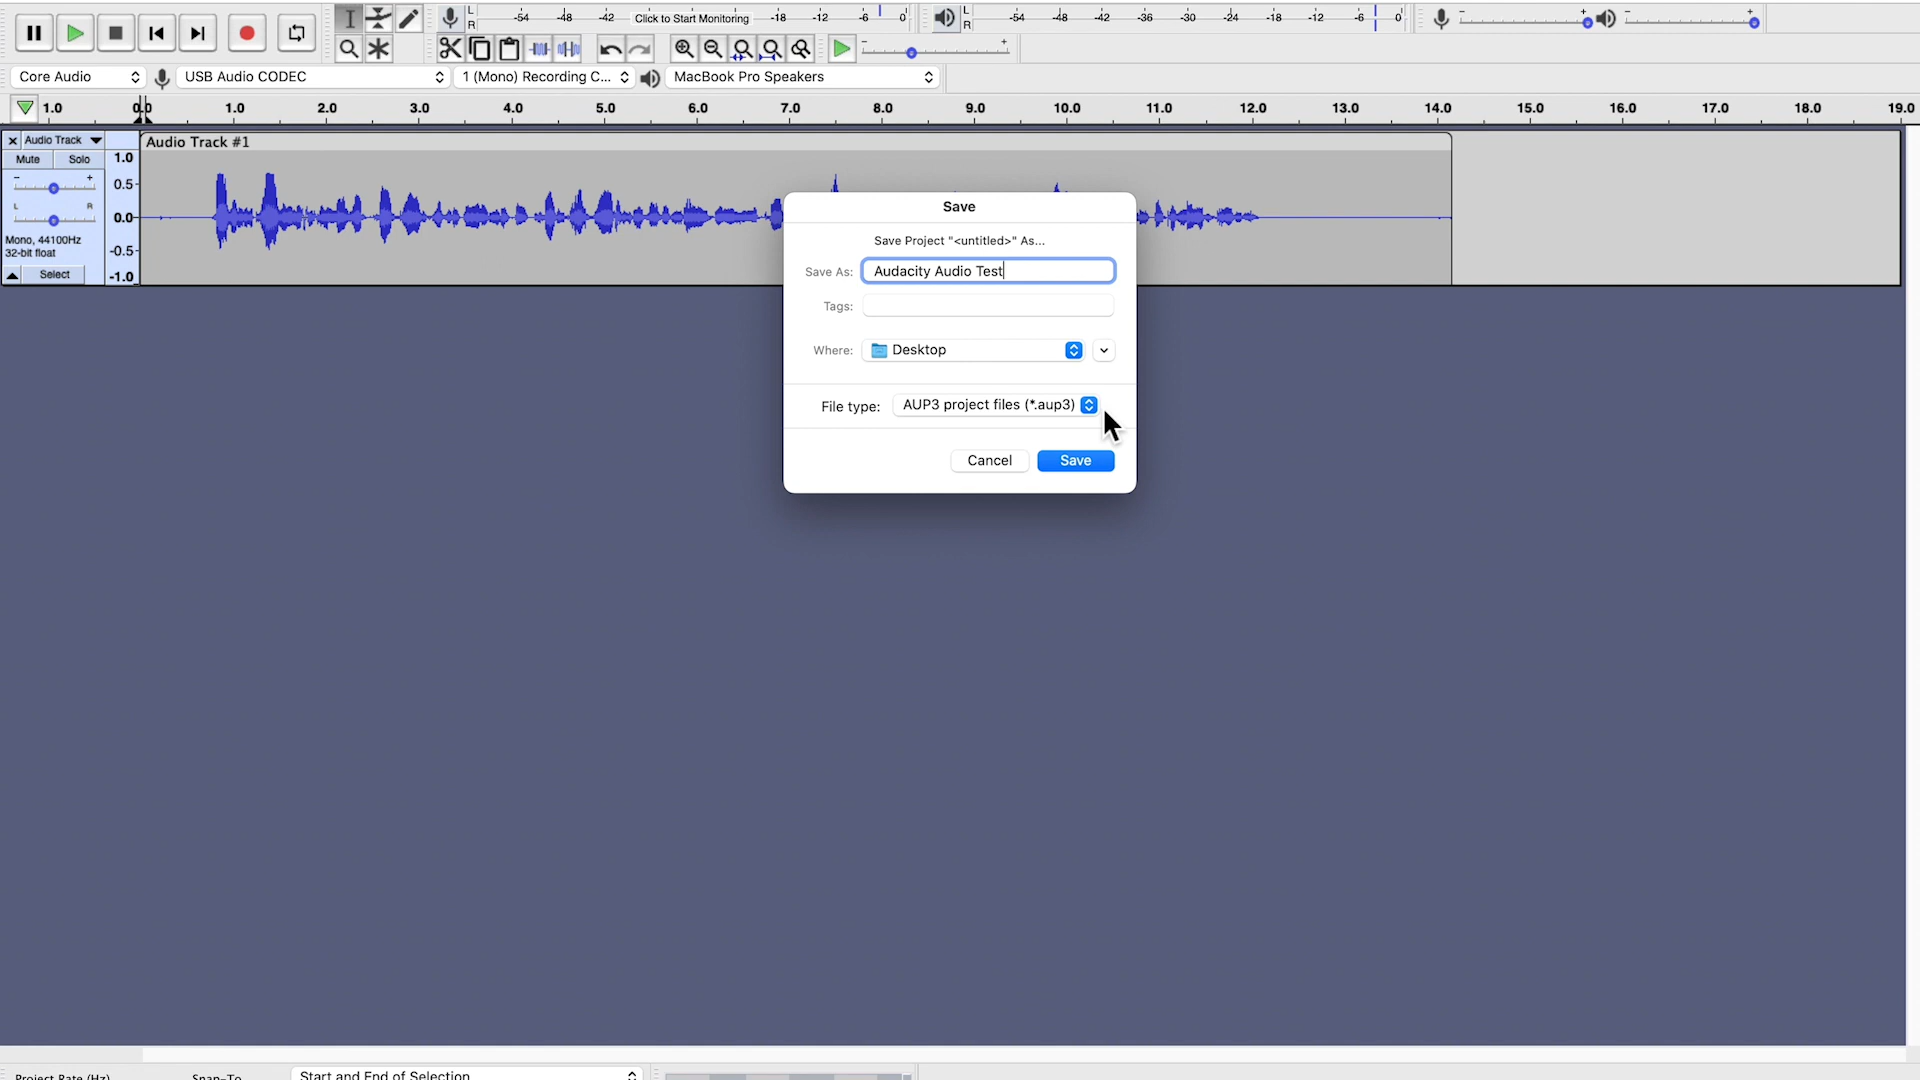 L
R
-54 -48 -42 Click to Start Monitoring -18 -12 -6 0
L
R
-54 -48 -42 -36 -30 -24 -18 -12 -6 0
- +
- +
- +
Core Audio
USB Audio CODEC
1 (Mono) Recording C...
MacBook Pro Speakers
1.0 0.0 1.0 2.0 3.0 4.0 5.0 6.0 7.0 8.0 9.0 10.0 11.0 12.0 13.0 14.0 15.0 16.0 17.0 18.0 19.0
Audio Track
Audio Track #1
Mute Solo
- +
L R
Mono, 44100Hz
32-bit float
Select
1.0
0.5
0.0
-0.5
-1.0
Save
Save Project "<untitled>" As...
Save As: Audacity Audio Test
Tags:
Where: Desktop
File type: AUP3 project files (*.aup3)
Cancel Save
Project Rate (Hz) Snap-To Start and End of Selection